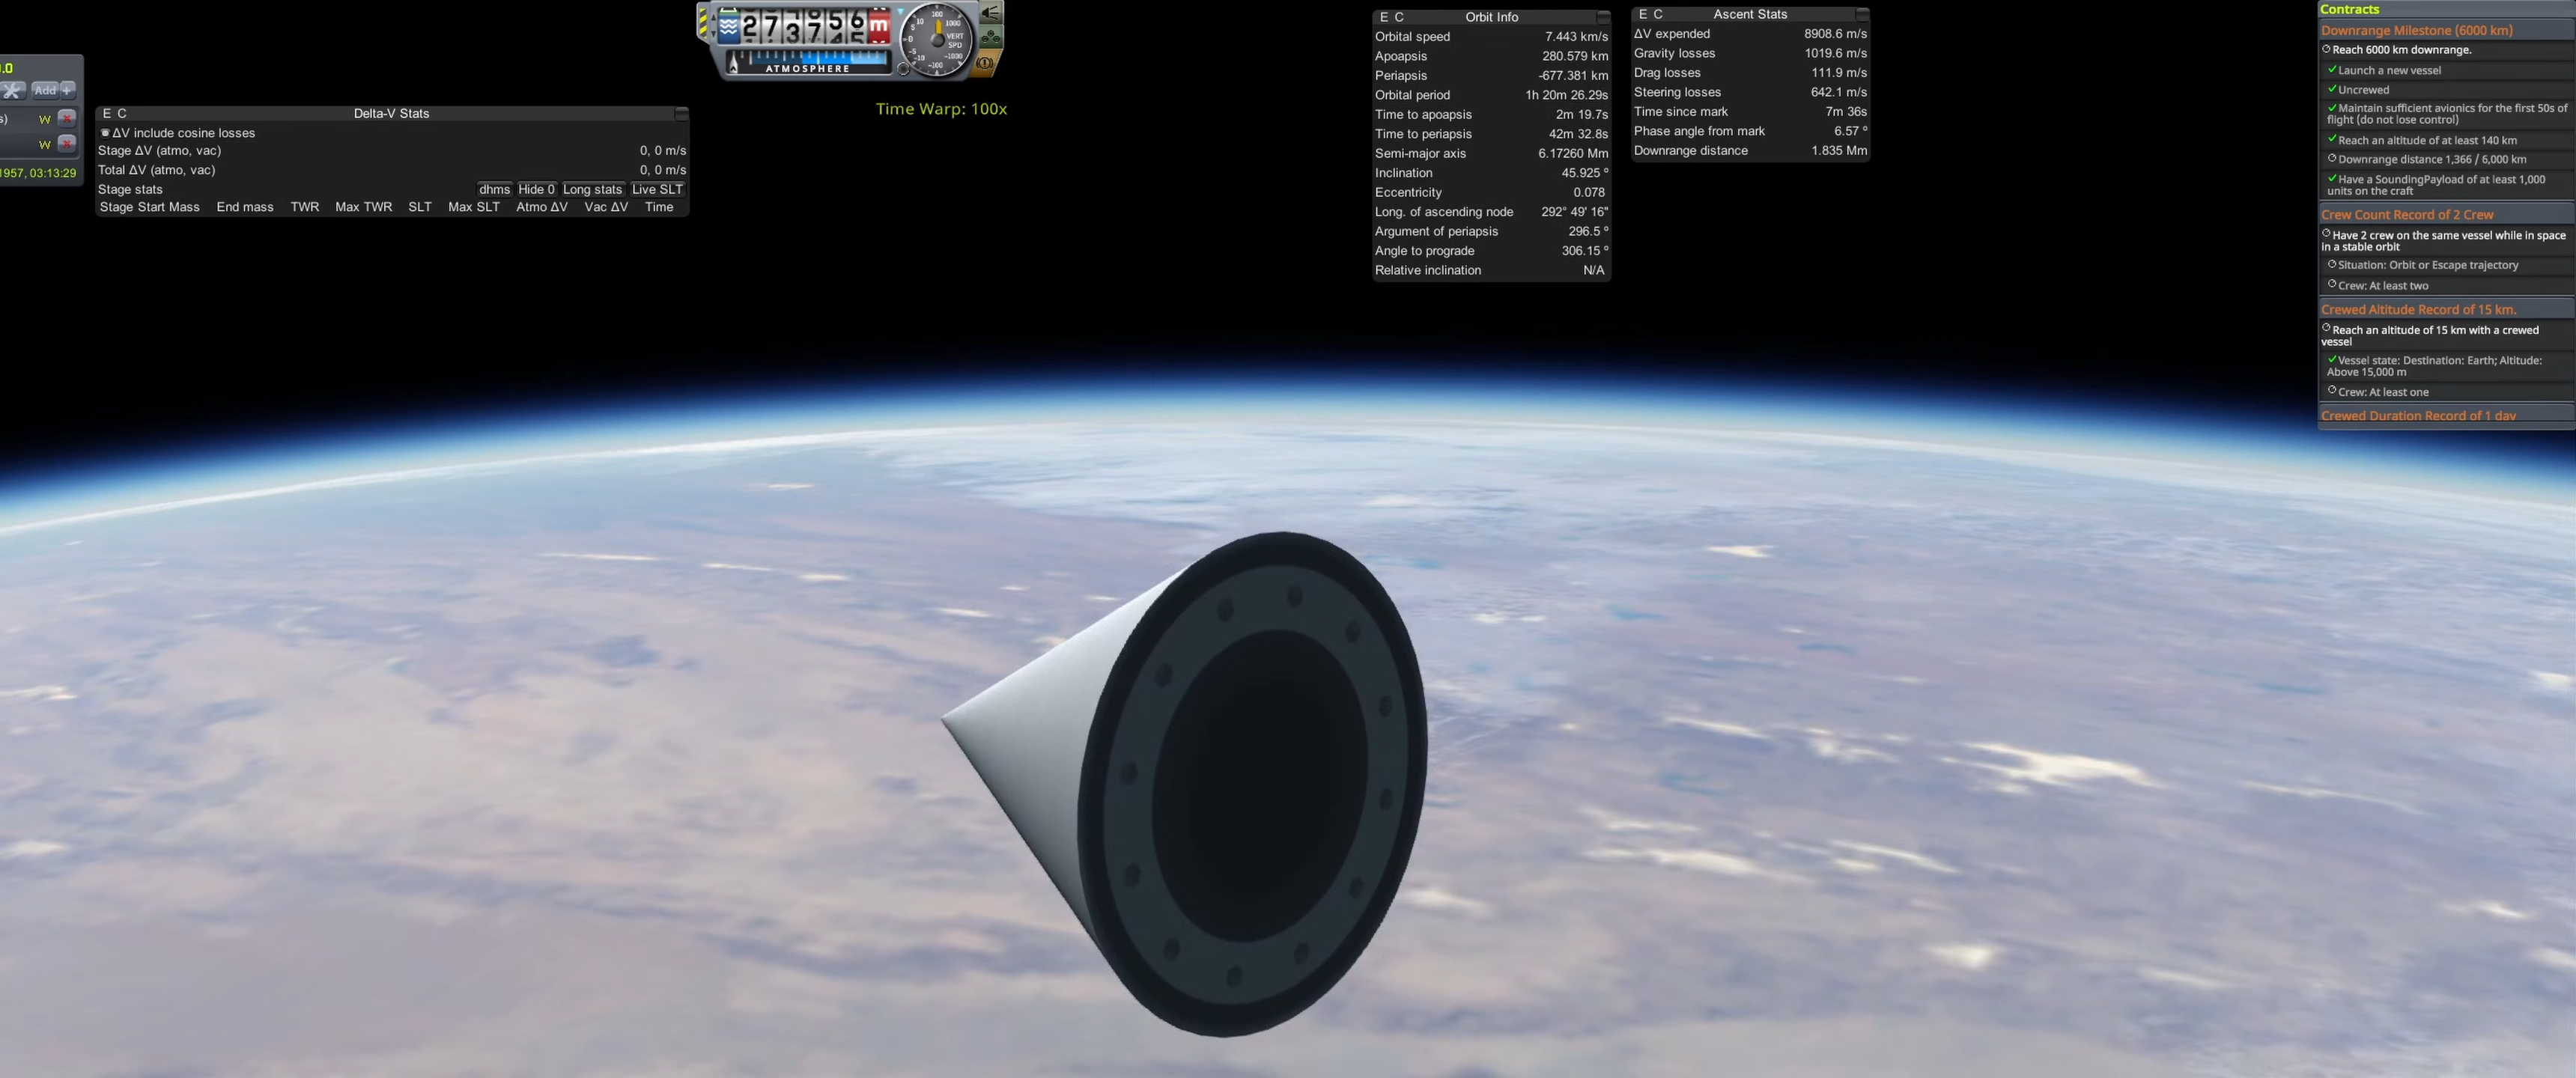 .0
Add +
s) W
W
1957, 03:13:29
E C Delta-V Stats
ΔV include cosine losses
Stage ΔV (atmo, vac) 0, 0 m/s
Total ΔV (atmo, vac) 0, 0 m/s
Stage stats dhms Hide 0 Long stats Live SLT
Stage Start Mass End mass TWR Max TWR SLT Max SLT Atmo ΔV Vac ΔV Time
m
ATMOSPHERE
VERT
SPD
Time Warp: 100x
E C Orbit Info
Orbital speed 7.443 km/s
Apoapsis 280.579 km
Periapsis -677.381 km
Orbital period 1h 20m 26.29s
Time to apoapsis 2m 19.7s
Time to periapsis 42m 32.8s
Semi-major axis 6.17260 Mm
Inclination 45.925 º
Eccentricity 0.078
Long. of ascending node 292° 49' 16"
Argument of periapsis 296.5 º
Angle to prograde 306.15 º
Relative inclination N/A
E C Ascent Stats
ΔV expended 8908.6 m/s
Gravity losses 1019.6 m/s
Drag losses 111.9 m/s
Steering losses 642.1 m/s
Time since mark 7m 36s
Phase angle from mark 6.57 º
Downrange distance 1.835 Mm
Contracts
Downrange Milestone (6000 km)
Reach 6000 km downrange.
Launch a new vessel
Uncrewed
Maintain sufficient avionics for the first 50s of
flight (do not lose control)
Reach an altitude of at least 140 km
Downrange distance 1,366 / 6,000 km
Have a SoundingPayload of at least 1,000
units on the craft
Crew Count Record of 2 Crew
Have 2 crew on the same vessel while in space
in a stable orbit
Situation: Orbit or Escape trajectory
Crew: At least two
Crewed Altitude Record of 15 km.
Reach an altitude of 15 km with a crewed
vessel
Vessel state: Destination: Earth; Altitude:
Above 15,000 m
Crew: At least one
Crewed Duration Record of 1 day